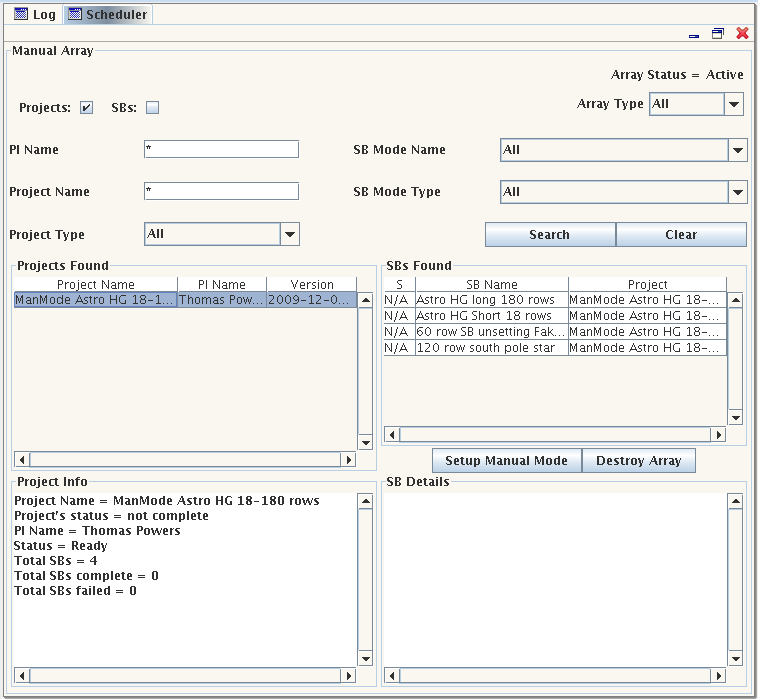 Log Scheduler
Manual Array
Array Status = Active
Projects: SBs: Array Type All
PI Name * SB Mode Name All
Project Name * SB Mode Type All
Project Type All Search Clear
Projects Found
Project Name PI Name Version
ManMode Astro HG 18-1... Thomas Pow... 2009-12-0...
SBs Found
S SB Name Project
N/A Astro HG long 180 rows ManMode Astro HG 18-...
N/A Astro HG Short 18 rows ManMode Astro HG 18-...
N/A 60 row SB unsetting Fak... ManMode Astro HG 18-...
N/A 120 row south pole star ManMode Astro HG 18-...
Setup Manual Mode Destroy Array
Project Info
Project Name = ManMode Astro HG 18-180 rows
Project's status = not complete
PI Name = Thomas Powers
Status = Ready
Total SBs = 4
Total SBs complete = 0
Total SBs failed = 0
SB Details